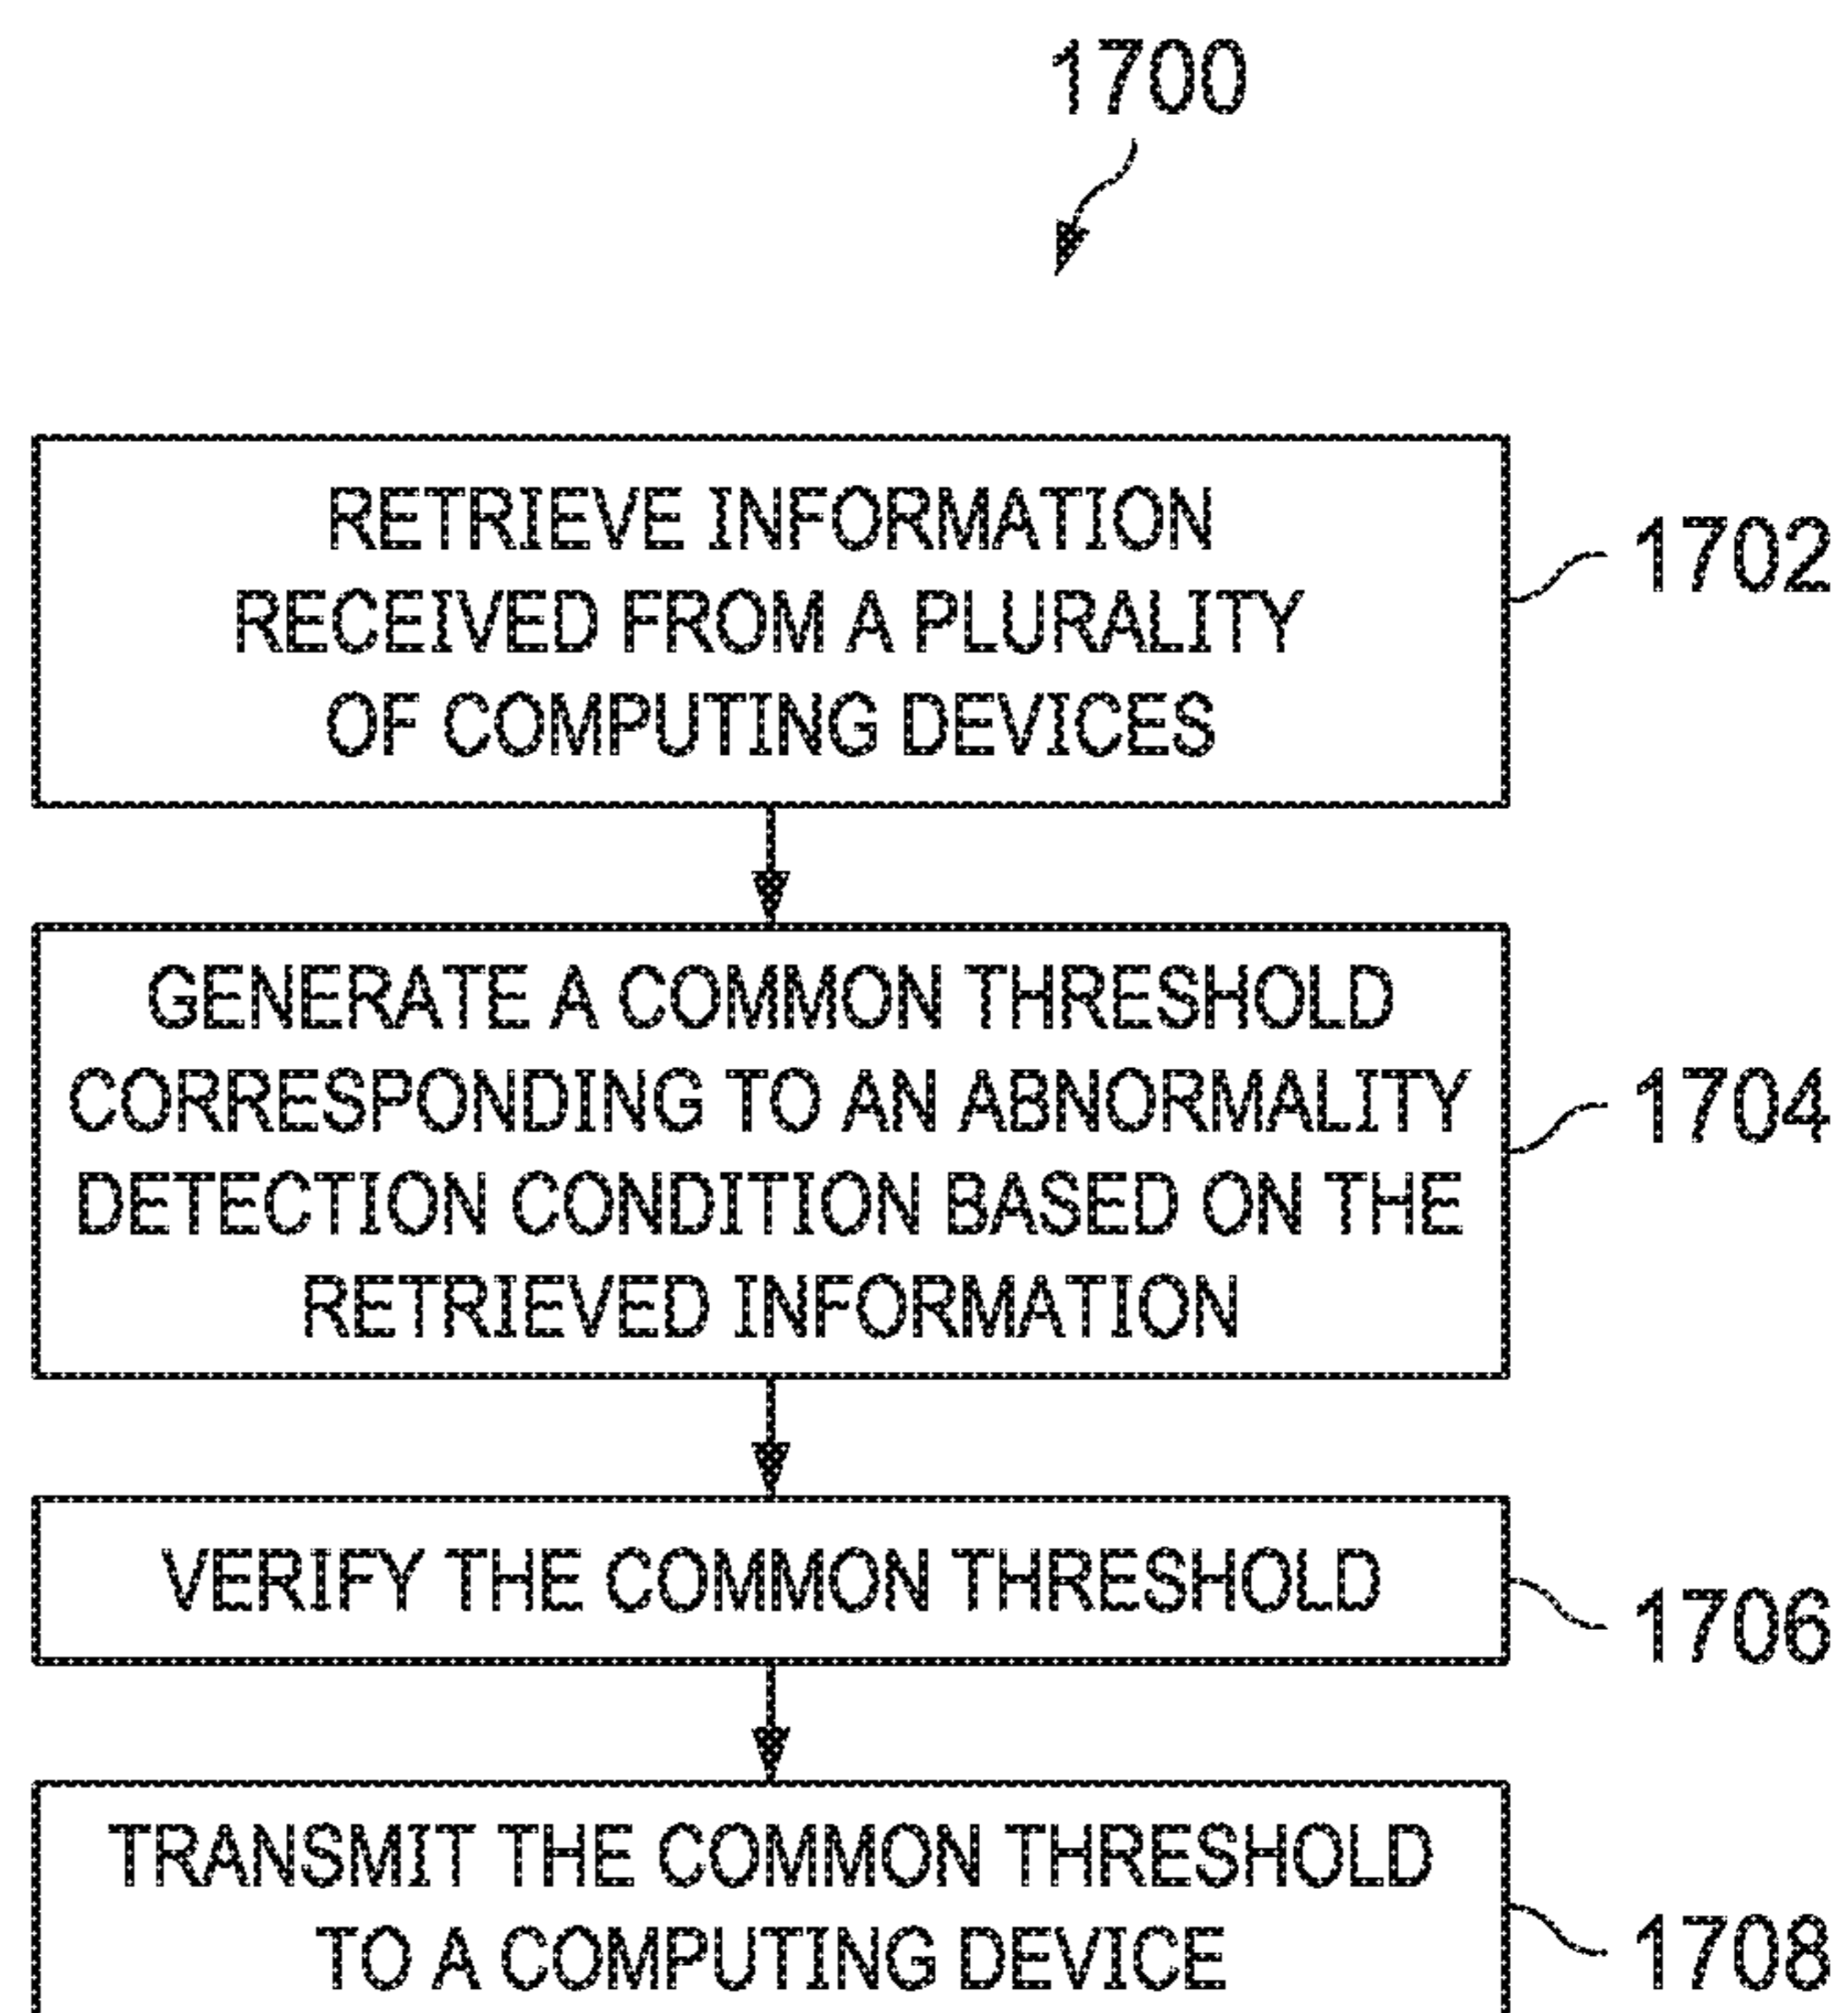 1700
RETRIEVE INFORMATION
RECEIVED FROM A PLURALITY
OF COMPUTING DEVICES
1702
GENERATE A COMMON THRESHOLD
CORRESPONDING TO AN ABNORMALITY
DETECTION CONDITION BASED ON THE
RETRIEVED INFORMATION
1704
VERIFY THE COMMON THRESHOLD
1706
TRANSMIT THE COMMON THRESHOLD
TO A COMPUTING DEVICE
1708